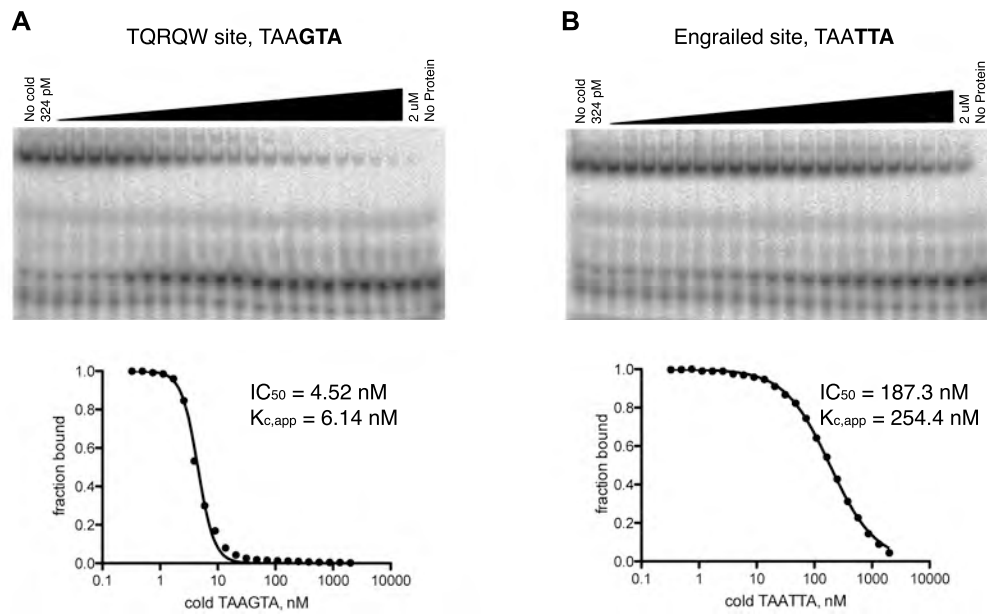 A
TQRQW site, TAAGTA
No cold
324 pM
2 uM
No Protein
IC50 = 4.52 nM
Kc,app = 6.14 nM
fraction bound
1.0
0.8
0.6
0.4
0.2
0.0
0.1 1 10 100 1000 10000
cold TAAGTA, nM
B
Engrailed site, TAATTA
No cold
324 pM
2 uM
No Protein
IC50 = 187.3 nM
Kc,app = 254.4 nM
fraction bound
1.0
0.8
0.6
0.4
0.2
0.0
0.1 1 10 100 1000 10000
cold TAATTA, nM